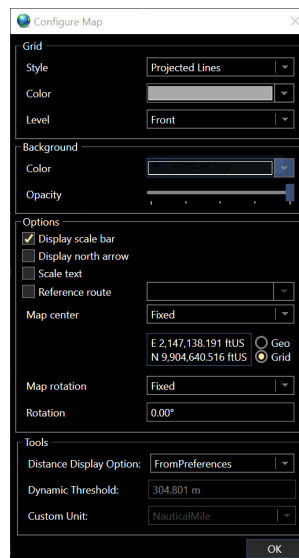 Configure Map
Grid
Style Projected Lines
Color
Level Front
Background
Color
Opacity
Options
Display scale bar
Display north arrow
Scale text
Reference route
Map center Fixed
E 2,147,138.191 ftUS Geo
N 9,904,640.516 ftUS Grid
Map rotation Fixed
Rotation 0.00°
Tools
Distance Display Option: FromPreferences
Dynamic Threshold: 304.801 m
Custom Unit: NauticalMile
OK